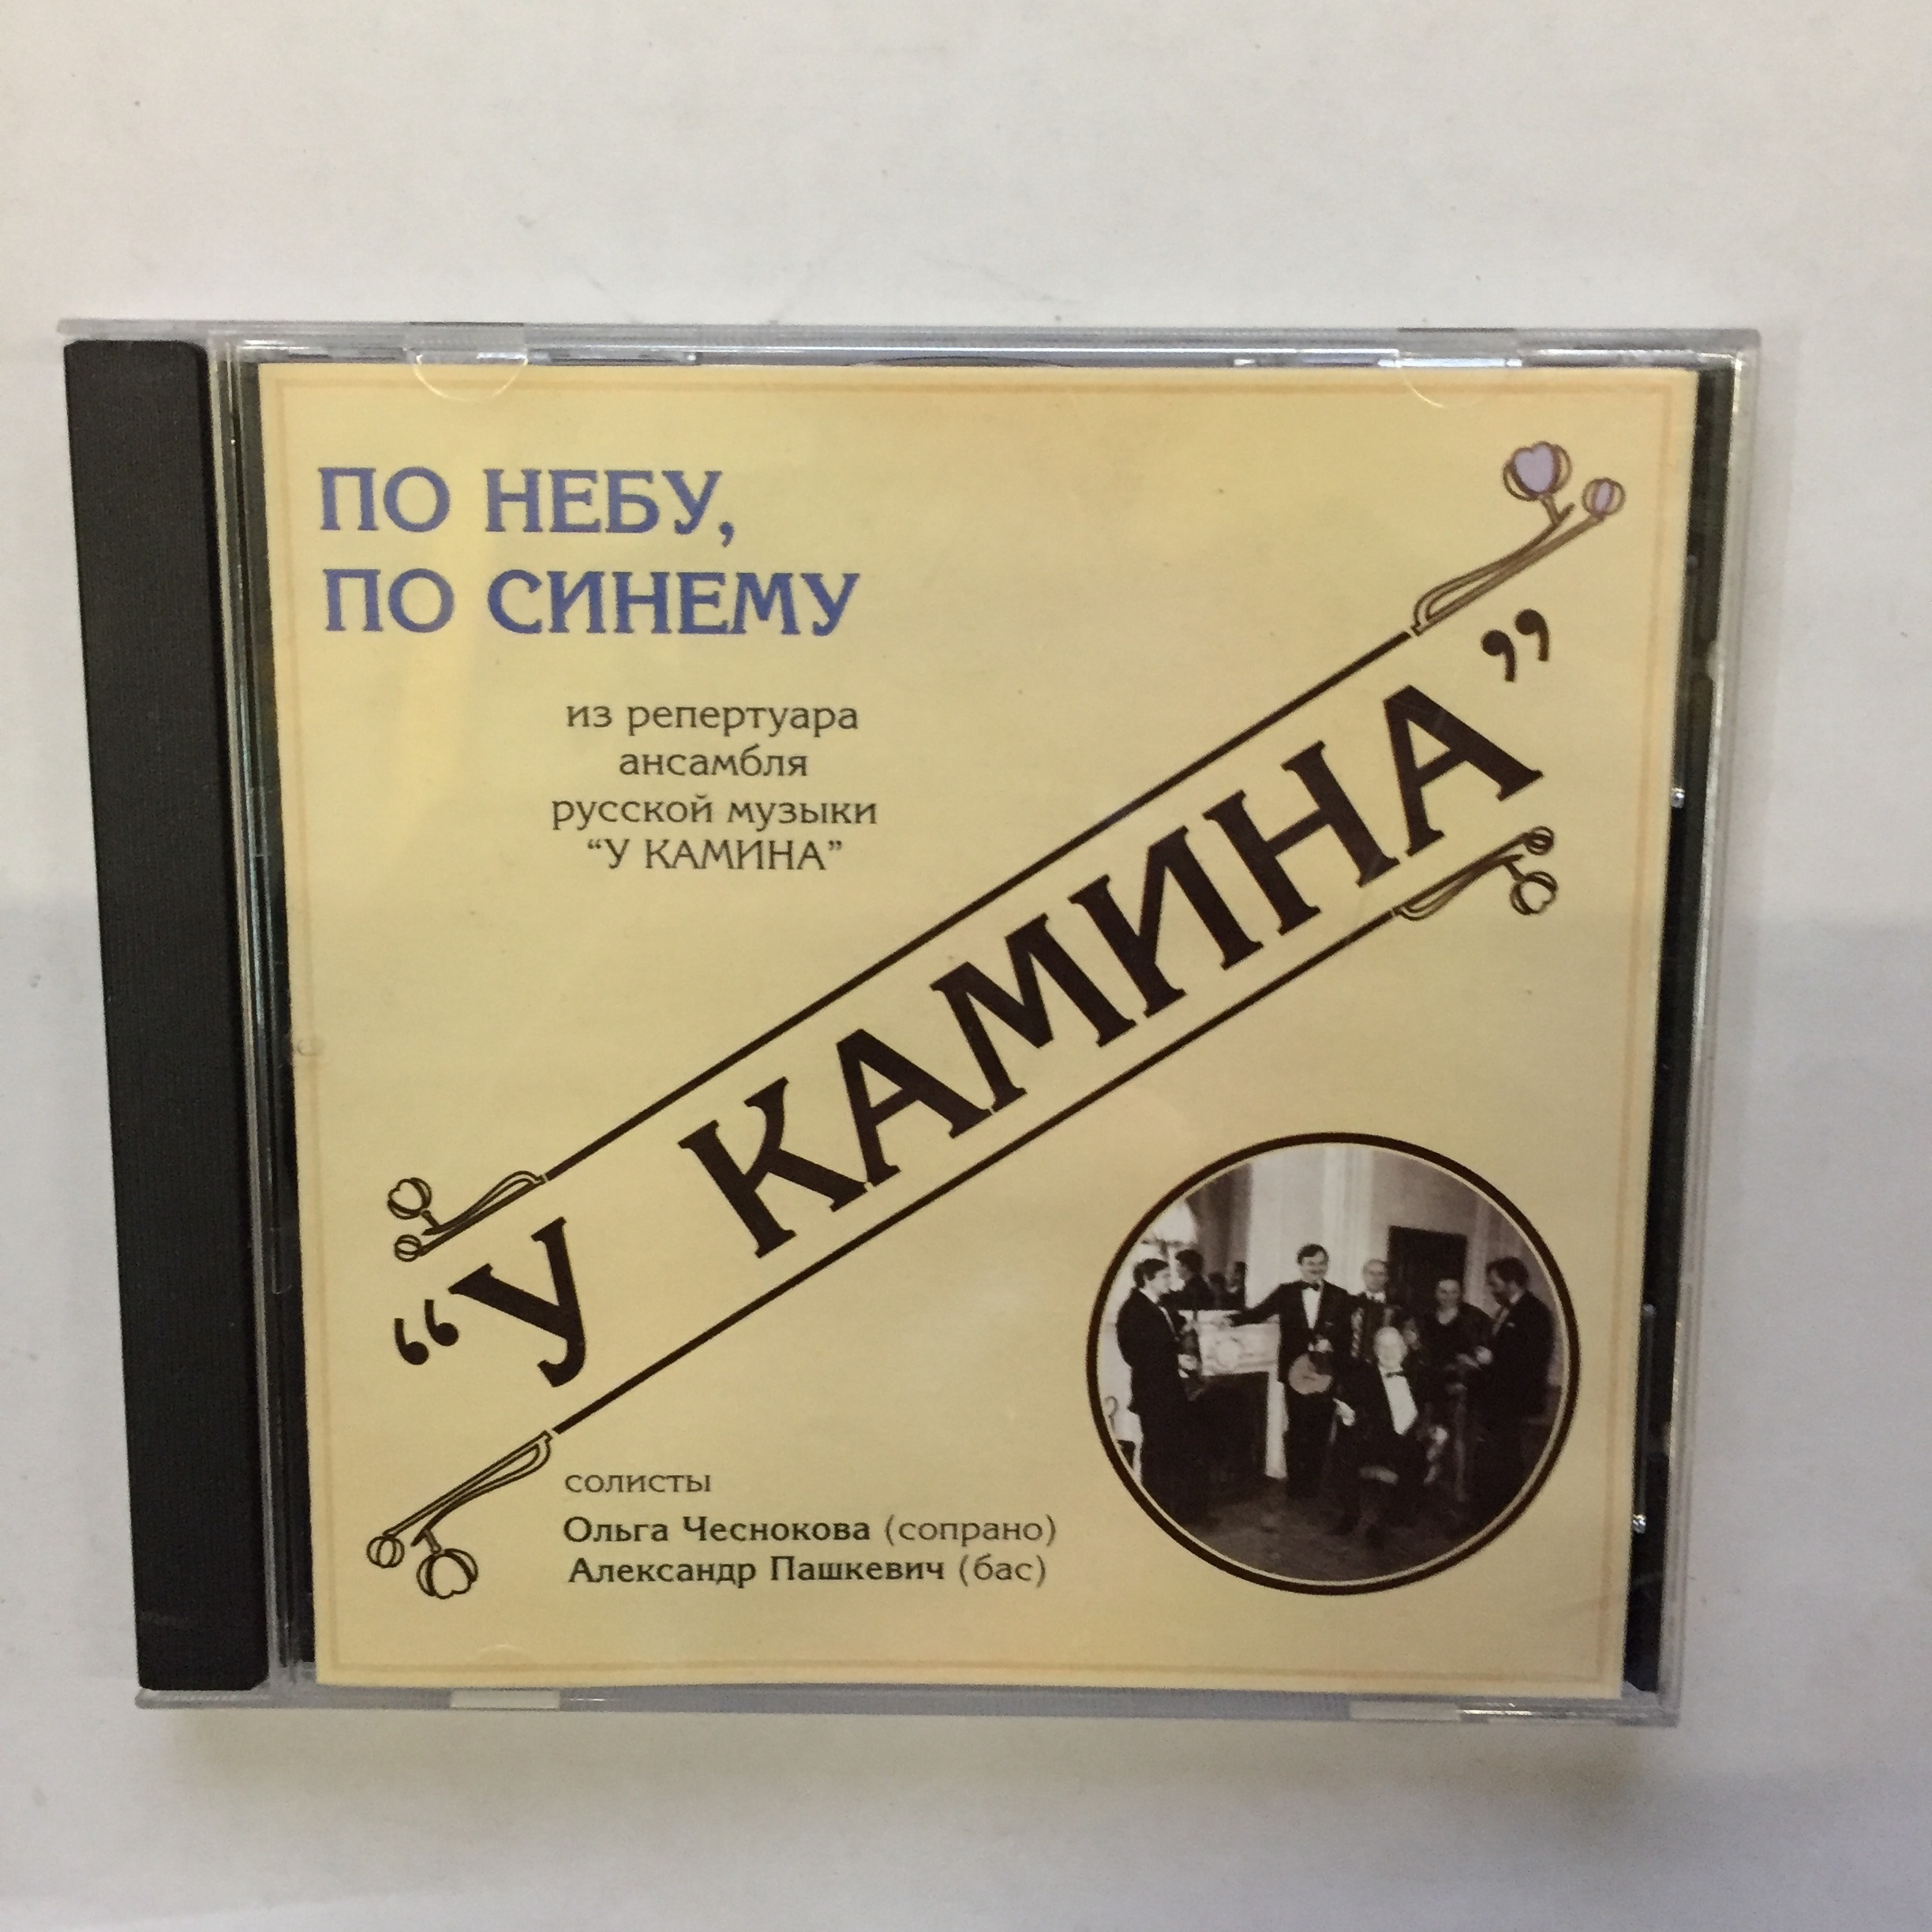 ПО НЕБУ,
ПО СИНЕМУ
из репертуара
ансамбля
русской музыки
“У КАМИНА”
“У КАМИНА”
солисты
Ольга Чеснокова (сопрано)
Александр Пашкевич (бас)